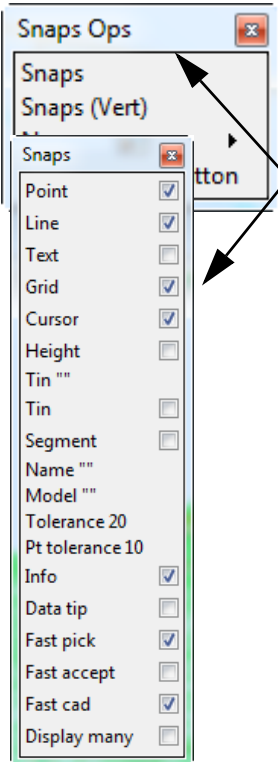 Snaps Ops
Snaps
Snaps (Vert)
tton
Snaps
Point
Line
Text
Grid
Cursor
Height
Tin ""
Tin
Segment
Name ""
Model ""
Tolerance 20
Pt tolerance 10
Info
Data tip
Fast pick
Fast accept
Fast cad
Display many